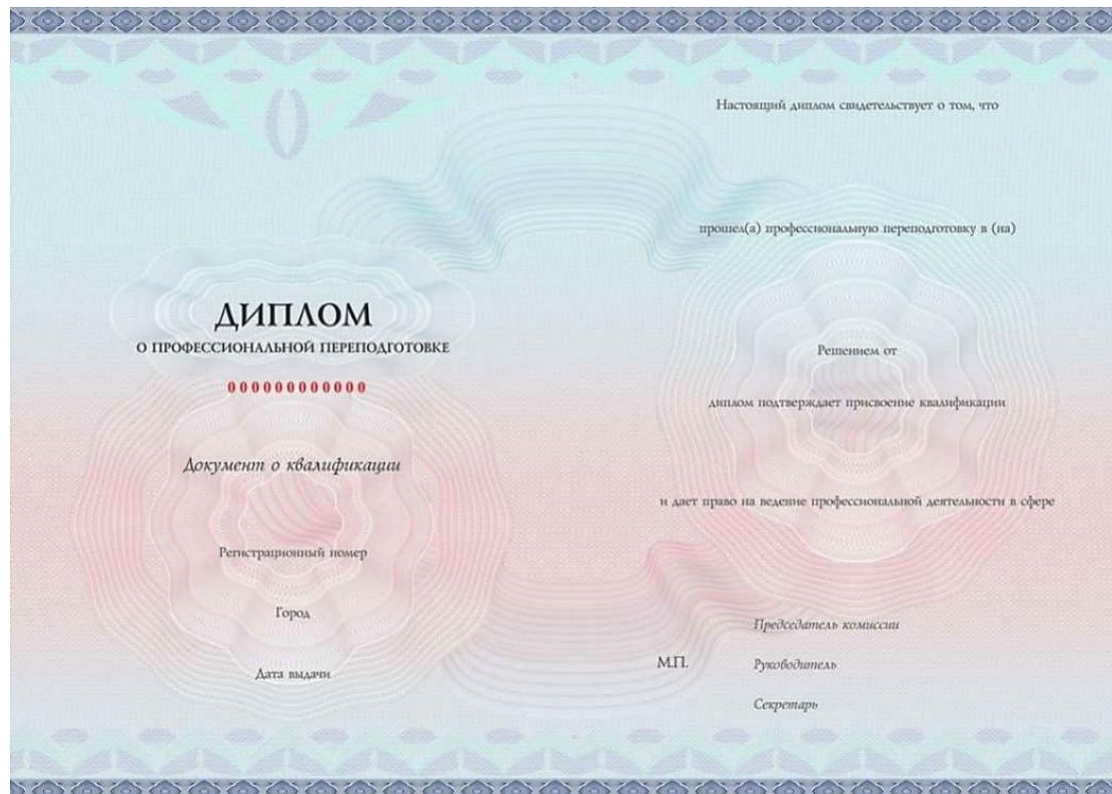 ДИПЛОМ
О ПРОФЕССИОНАЛЬНОЙ ПЕРЕПОДГОТОВКЕ
000000000000
Документ о квалификации
Регистрационный номер
Город
Дата выдачи
Настоящий диплом свидетельствует о том, что
прошел(а) профессиональную переподготовку в (на)
Решением от
диплом подтверждает присвоение квалификации
и дает право на ведение профессиональной деятельности в сфере
Председатель комиссии
М.П.
Руководитель
Секретарь